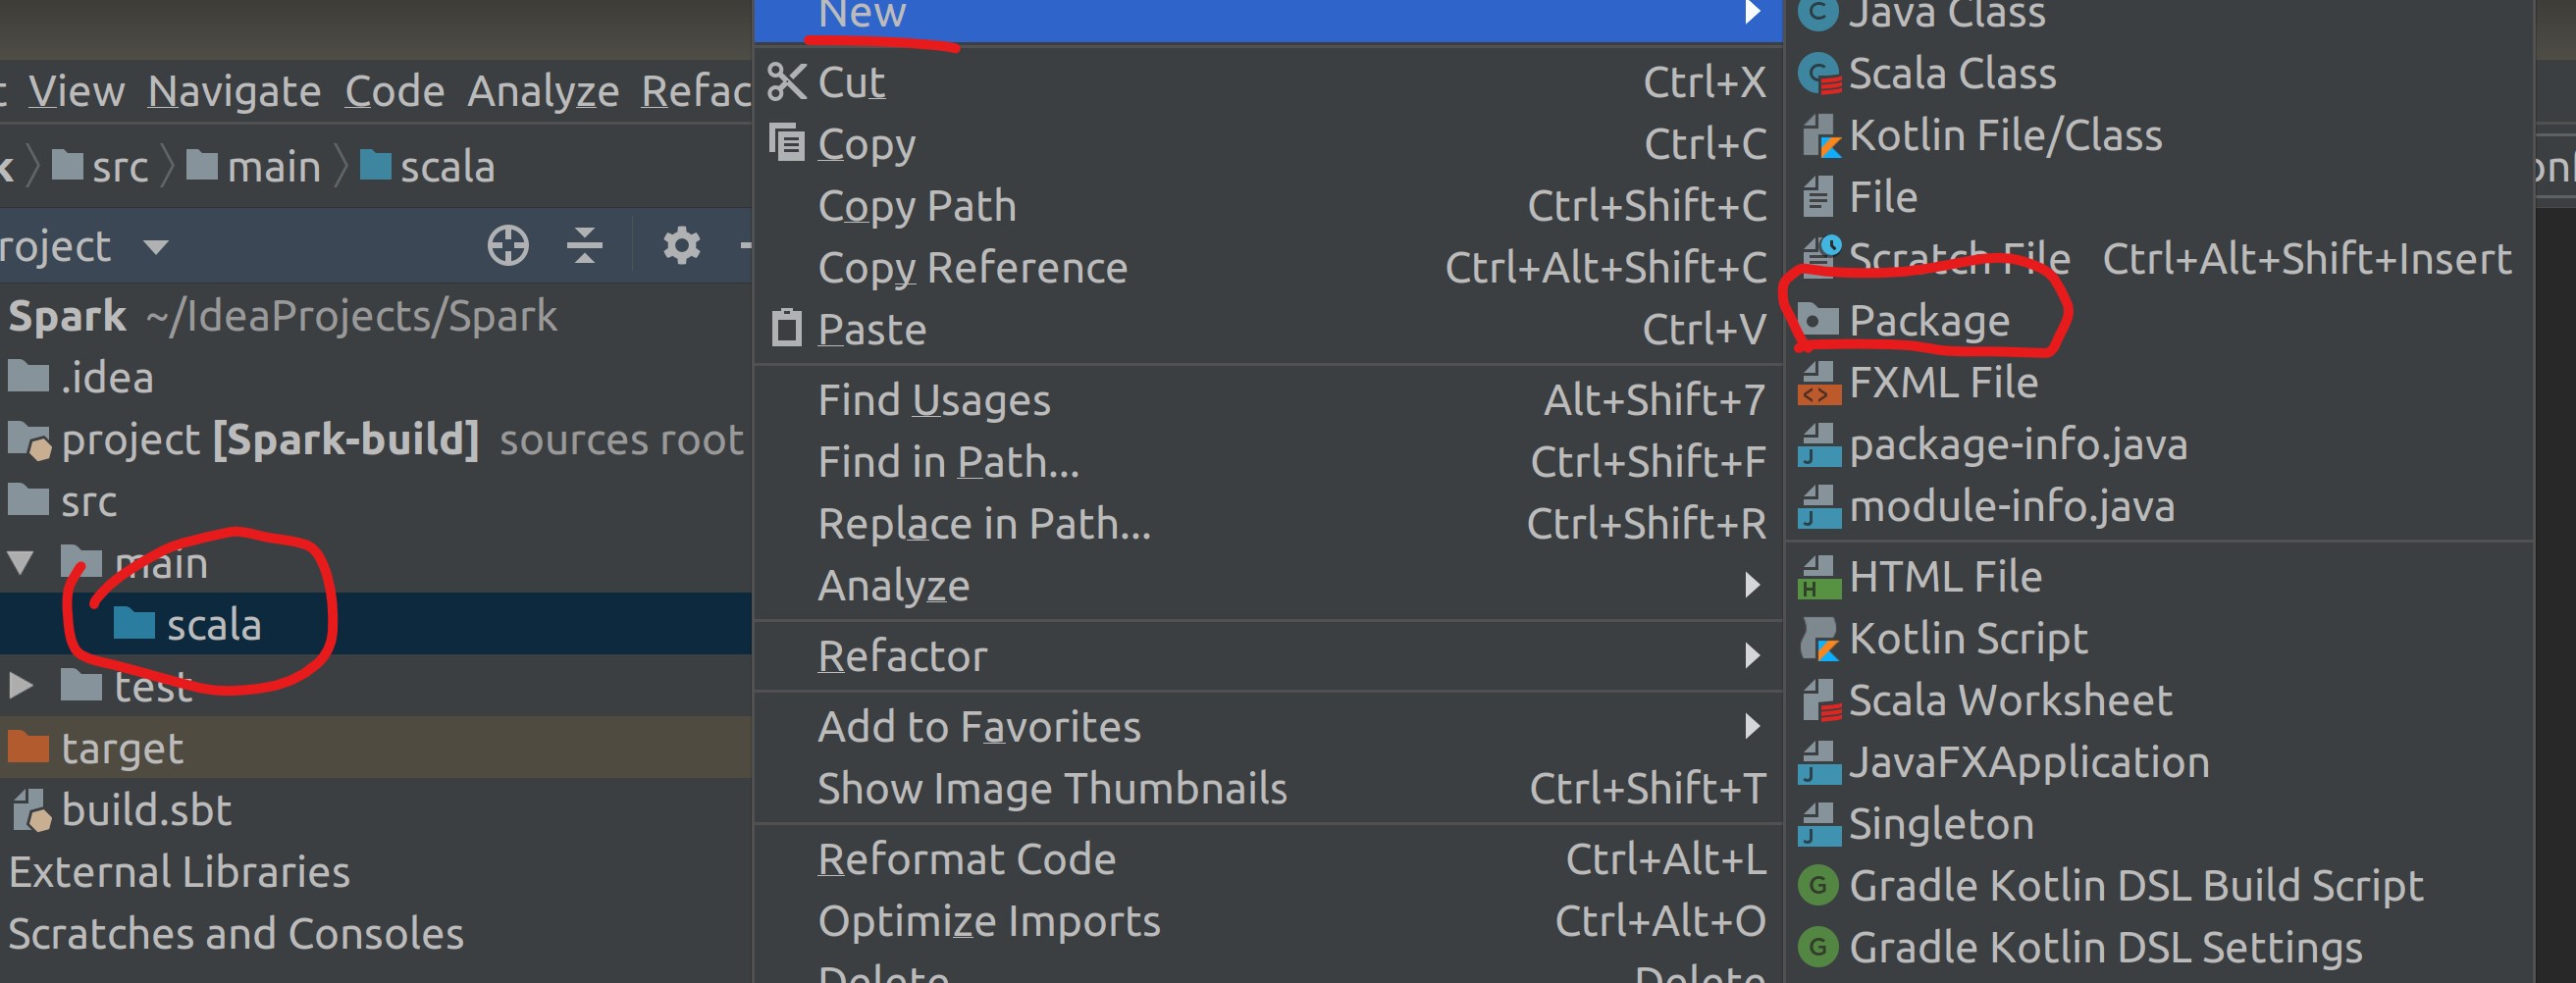 View Navigate Code Analyze Refac
src main scala
roject
Spark ~/IdeaProjects/Spark
.idea
project [Spark-build] sources root
src
main
scala
test
target
build.sbt
External Libraries
Scratches and Consoles
New
Cut Ctrl+X
Copy Ctrl+C
Copy Path Ctrl+Shift+C
Copy Reference Ctrl+Alt+Shift+C
Paste Ctrl+V
Find Usages Alt+Shift+7
Find in Path... Ctrl+Shift+F
Replace in Path... Ctrl+Shift+R
Analyze
Refactor
Add to Favorites
Show Image Thumbnails Ctrl+Shift+T
Reformat Code Ctrl+Alt+L
Optimize Imports Ctrl+Alt+O
Delete Delete
Java Class
Scala Class
Kotlin File/Class
File
Scratch File Ctrl+Alt+Shift+Insert
Package
FXML File
package-info.java
module-info.java
HTML File
Kotlin Script
Scala Worksheet
JavaFXApplication
Singleton
Gradle Kotlin DSL Build Script
Gradle Kotlin DSL Settings